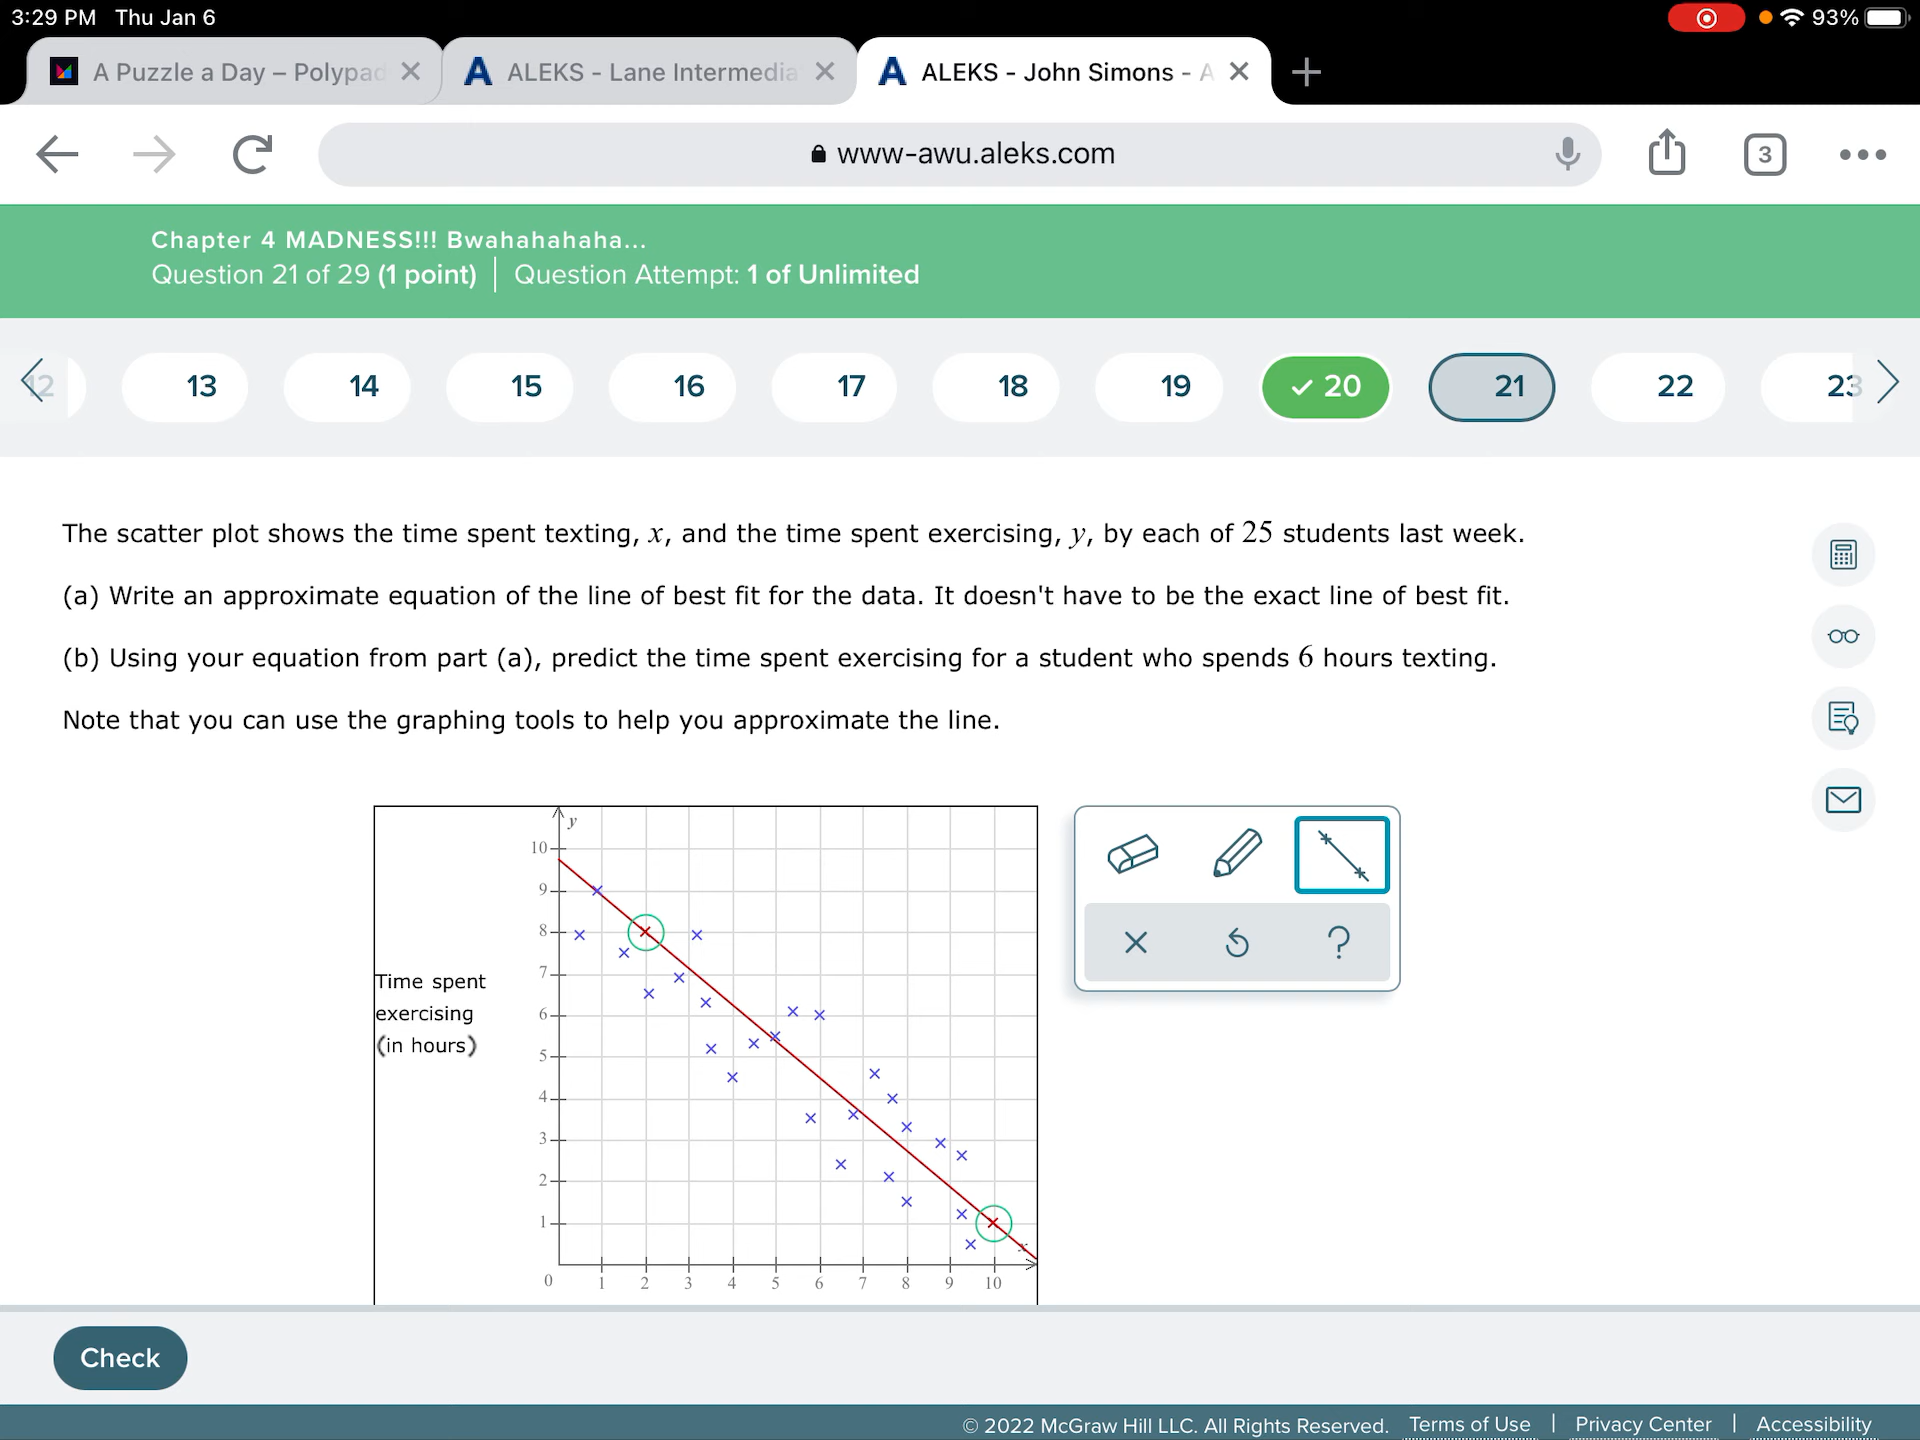 3:29 PM Thu Jan 6
93%
A Puzzle a Day – Polypad
ALEKS - Lane Intermedia
ALEKS - John Simons - A
www-awu.aleks.com
3
Chapter 4 MADNESS!!! Bwahahahaha...
Question 21 of 29 (1 point) | Question Attempt: 1 of Unlimited
12 13 14 15 16 17 18 19 ✓ 20 21 22 23
The scatter plot shows the time spent texting, x, and the time spent exercising, y, by each of 25 students last week.
(a) Write an approximate equation of the line of best fit for the data. It doesn't have to be the exact line of best fit.
(b) Using your equation from part (a), predict the time spent exercising for a student who spends 6 hours texting.
Note that you can use the graphing tools to help you approximate the line.
y
10
9
8
7
6
5
4
3
2
1
Time spent
exercising
(in hours)
x
0 1 2 3 4 5 6 7 8 9 10
?
Check
© 2022 McGraw Hill LLC. All Rights Reserved. Terms of Use | Privacy Center | Accessibility